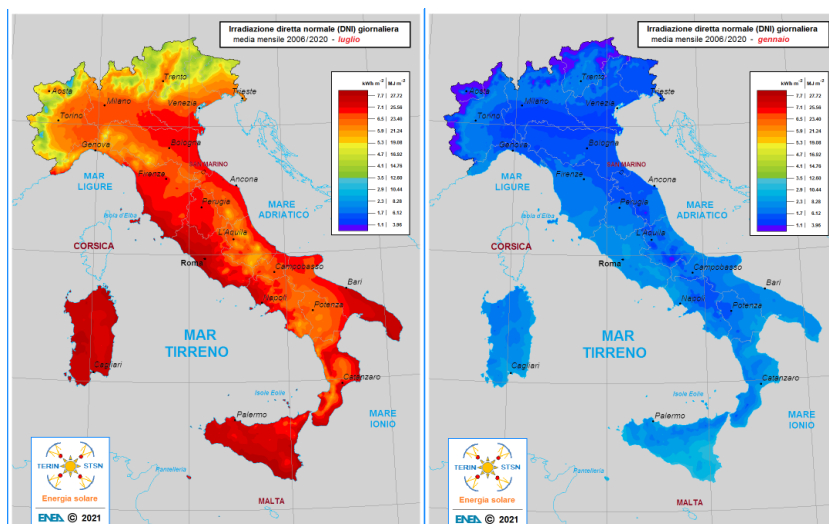 Irradiazione diretta normale (DNI) giornaliera
media mensile 2006/2020 - luglio
kWh m-2 MJ m-2
7.7 27.72
7.1 25.56
6.5 23.40
5.9 21.24
5.3 19.08
4.7 16.92
4.1 14.76
3.5 12.60
2.9 10.44
2.3 8.28
1.7 6.12
1.1 3.96
Trento
Aosta
Milano
Venezia
Trieste
Torino
Bologna
Genova
SAN MARINO
MAR
LIGURE
Firenze
Ancona
MARE
ADRIATICO
Perugia
Isola d'Elba
L'Aquila
CORSICA
Roma
Campobasso
Bari
Napoli
Potenza
MAR
TIRRENO
Cagliari
Catanzaro
Isole Eolie
Palermo
MARE
IONIO
TERIN STSN
Energia solare
Pantelleria
MALTA
ENEA © 2021
Irradiazione diretta normale (DNI) giornaliera
media mensile 2006/2020 - gennaio
kWh m-2 MJ m-2
7.7 27.72
7.1 25.56
6.5 23.40
5.9 21.24
5.3 19.08
4.7 16.92
4.1 14.76
3.5 12.60
2.9 10.44
2.3 8.28
1.7 6.12
1.1 3.96
Trento
Aosta
Milano
Venezia
Trieste
Torino
Bologna
Genova
SAN MARINO
MAR
LIGURE
Firenze
Ancona
MARE
ADRIATICO
Perugia
Isola d'Elba
L'Aquila
CORSICA
Roma
Campobasso
Bari
Napoli
Potenza
MAR
TIRRENO
Cagliari
Catanzaro
Isole Eolie
Palermo
MARE
IONIO
TERIN STSN
Energia solare
Pantelleria
MALTA
ENEA © 2021